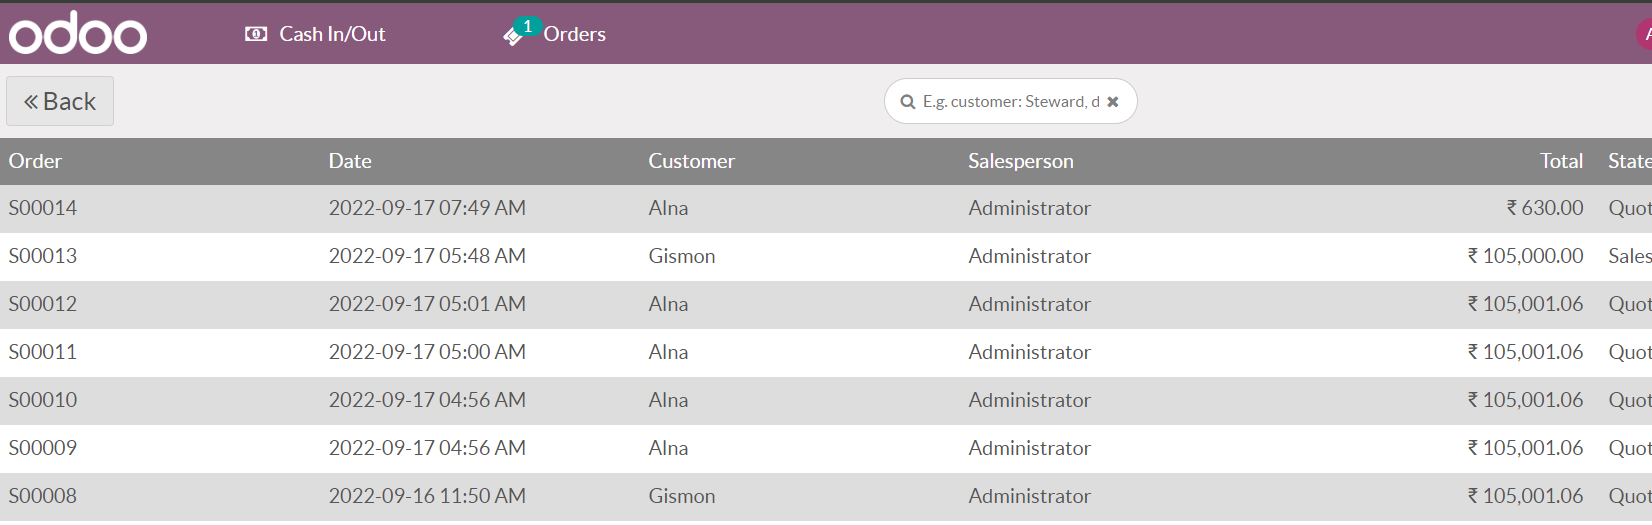 odoo Cash In/Out 1 Orders
Back E.g. customer: Steward, d
Order Date Customer Salesperson Total State
S00014 2022-09-17 07:49 AM Alna Administrator ₹ 630.00 Quot
S00013 2022-09-17 05:48 AM Gismon Administrator ₹ 105,000.00 Sales
S00012 2022-09-17 05:01 AM Alna Administrator ₹ 105,001.06 Quot
S00011 2022-09-17 05:00 AM Alna Administrator ₹ 105,001.06 Quot
S00010 2022-09-17 04:56 AM Alna Administrator ₹ 105,001.06 Quot
S00009 2022-09-17 04:56 AM Alna Administrator ₹ 105,001.06 Quot
S00008 2022-09-16 11:50 AM Gismon Administrator ₹ 105,001.06 Quot